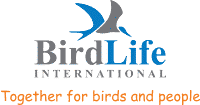 BirdLife
INTERNATIONAL
Together for birds and people